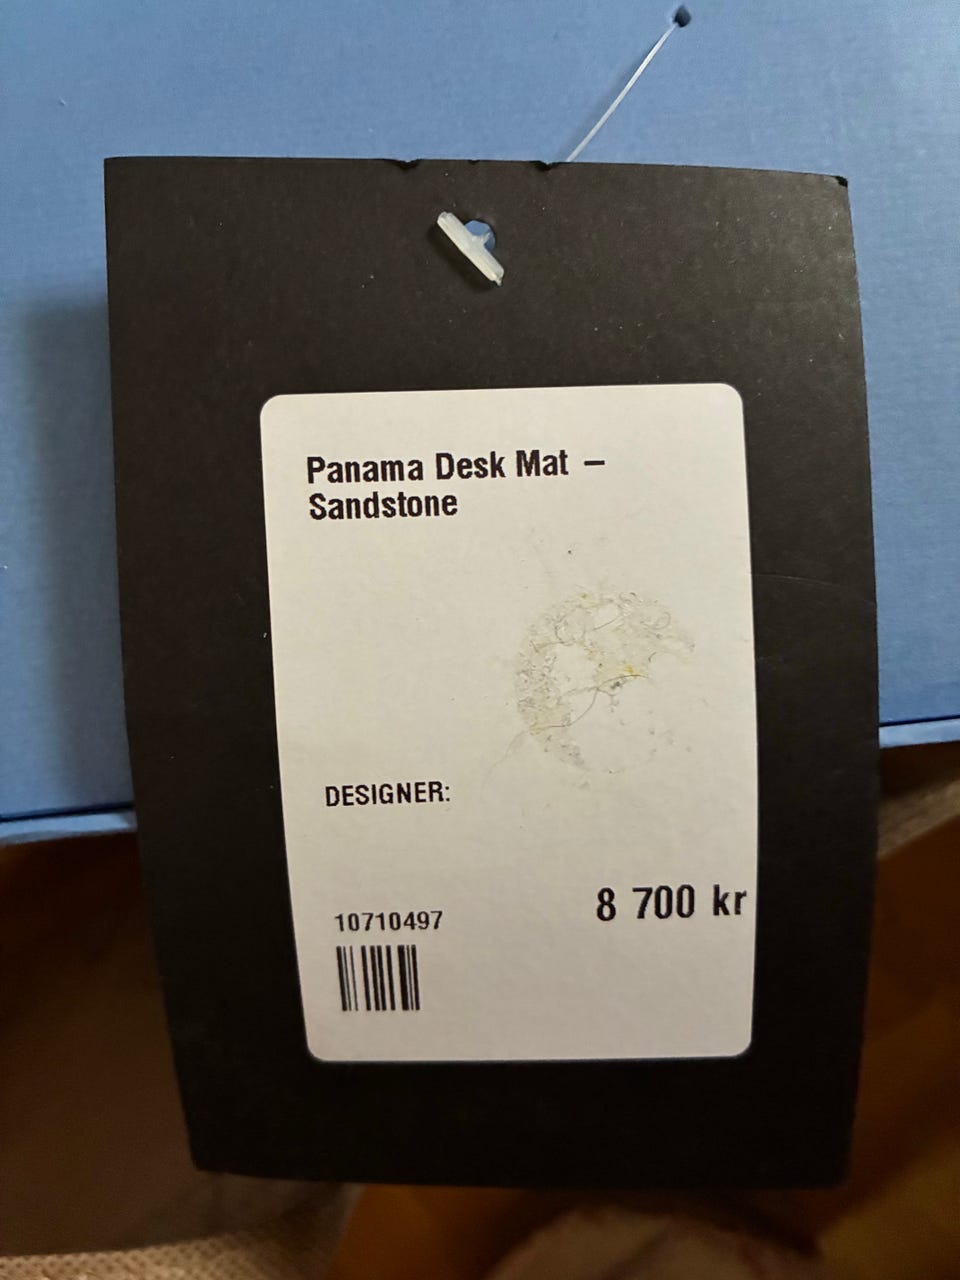 Panama Desk Mat –
Sandstone
DESIGNER:
10710497
8 700 kr